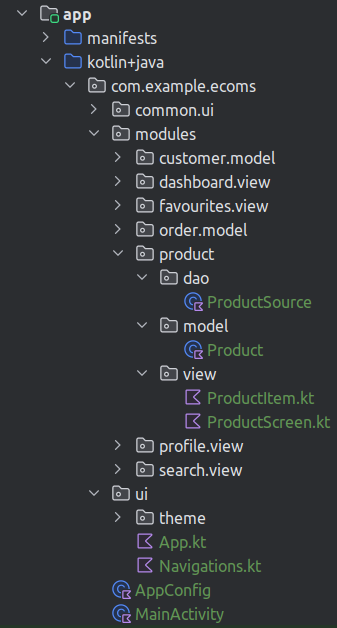 app
manifests
kotlin+java
com.example.ecoms
common.ui
modules
customer.model
dashboard.view
favourites.view
order.model
product
dao
ProductSource
model
Product
view
ProductItem.kt
ProductScreen.kt
profile.view
search.view
ui
theme
App.kt
Navigations.kt
AppConfig
MainActivity